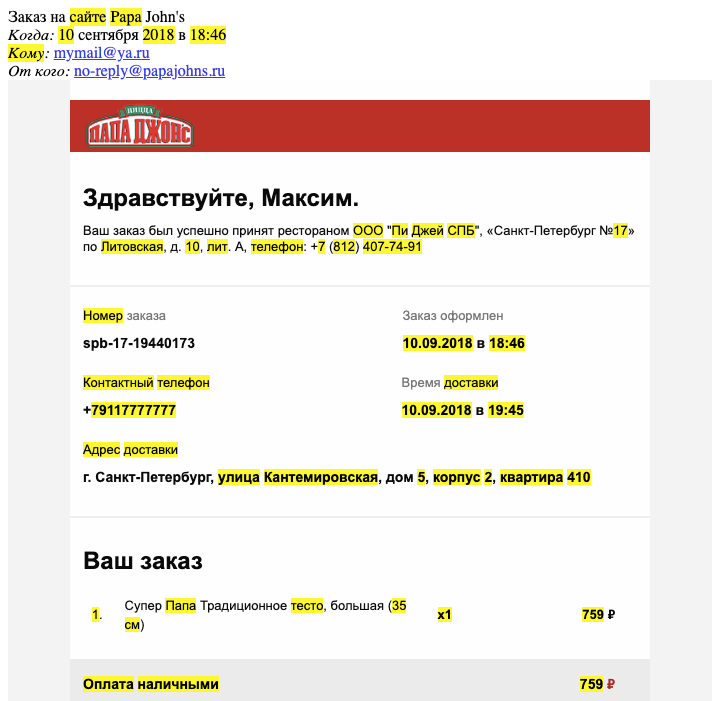 Заказ на сайте Papa John's
Когда: 10 сентября 2018 в 18:46
Кому: mymail@ya.ru
От кого: no-reply@papajohns.ru
ПИЦЦА
ПАПА ДЖОНС
Здравствуйте, Максим.
Ваш заказ был успешно принят рестораном ООО "Пи Джей СПБ", «Санкт-Петербург №17»
по Литовская, д. 10, лит. А, телефон: +7 (812) 407-74-91
Номер заказа Заказ оформлен
spb-17-19440173 10.09.2018 в 18:46
Контактный телефон Время доставки
+79117777777 10.09.2018 в 19:45
Адрес доставки
г. Санкт-Петербург, улица Кантемировская, дом 5, корпус 2, квартира 410
Ваш заказ
1. Супер Папа Традиционное тесто, большая (35 x1 759 ₽
см)
Оплата наличными 759 ₽